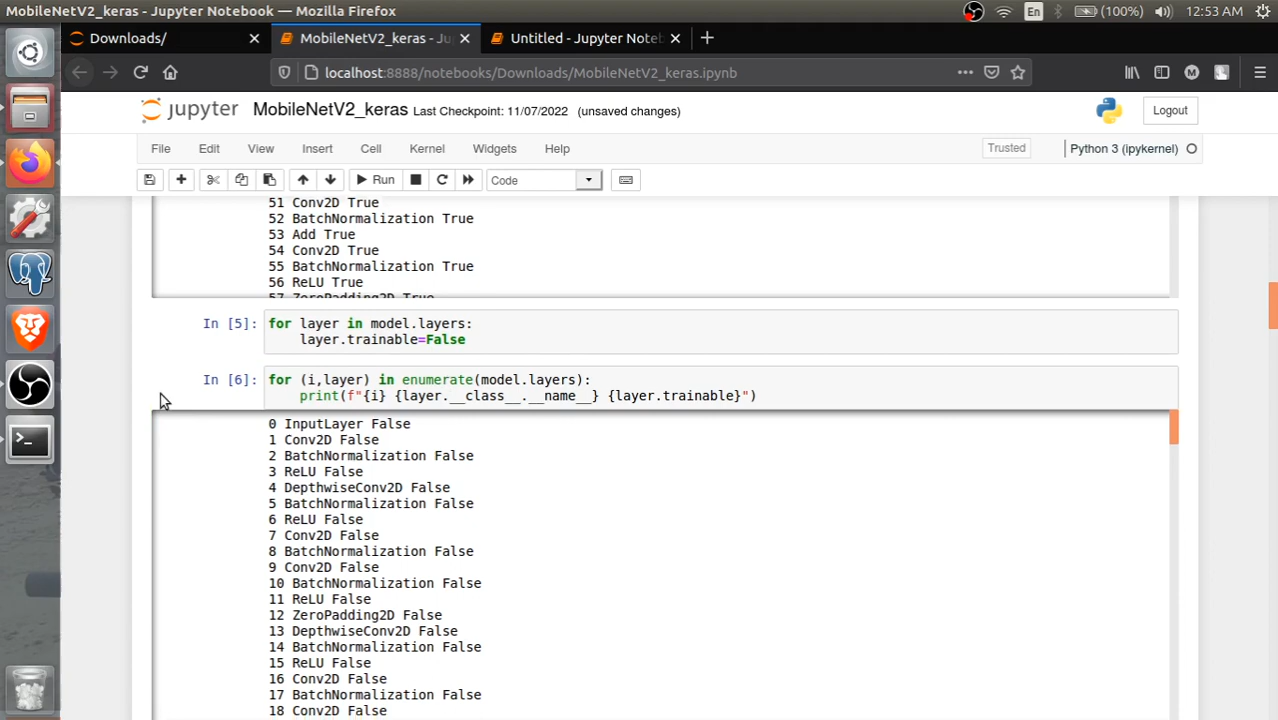 MobileNetV2_keras - Jupyter Notebook — Mozilla Firefox
En
(100%)
12:53 AM
Downloads/
MobileNetV2_keras - Ju
Untitled - Jupyter Noteb
localhost:8888/notebooks/Downloads/MobileNetV2_keras.ipynb
jupyter
MobileNetV2_keras Last Checkpoint: 11/07/2022 (unsaved changes)
Logout
File Edit View Insert Cell Kernel Widgets Help
Trusted
Python 3 (ipykernel)
Run
Code
51 Conv2D True
52 BatchNormalization True
53 Add True
54 Conv2D True
55 BatchNormalization True
56 ReLU True
57 ZeroPadding2D True
In [5]: for layer in model.layers:
layer.trainable=False
In [6]: for (i,layer) in enumerate(model.layers):
print(f"{i} {layer.__class__.__name__} {layer.trainable}")
0 InputLayer False
1 Conv2D False
2 BatchNormalization False
3 ReLU False
4 DepthwiseConv2D False
5 BatchNormalization False
6 ReLU False
7 Conv2D False
8 BatchNormalization False
9 Conv2D False
10 BatchNormalization False
11 ReLU False
12 ZeroPadding2D False
13 DepthwiseConv2D False
14 BatchNormalization False
15 ReLU False
16 Conv2D False
17 BatchNormalization False
18 Conv2D False